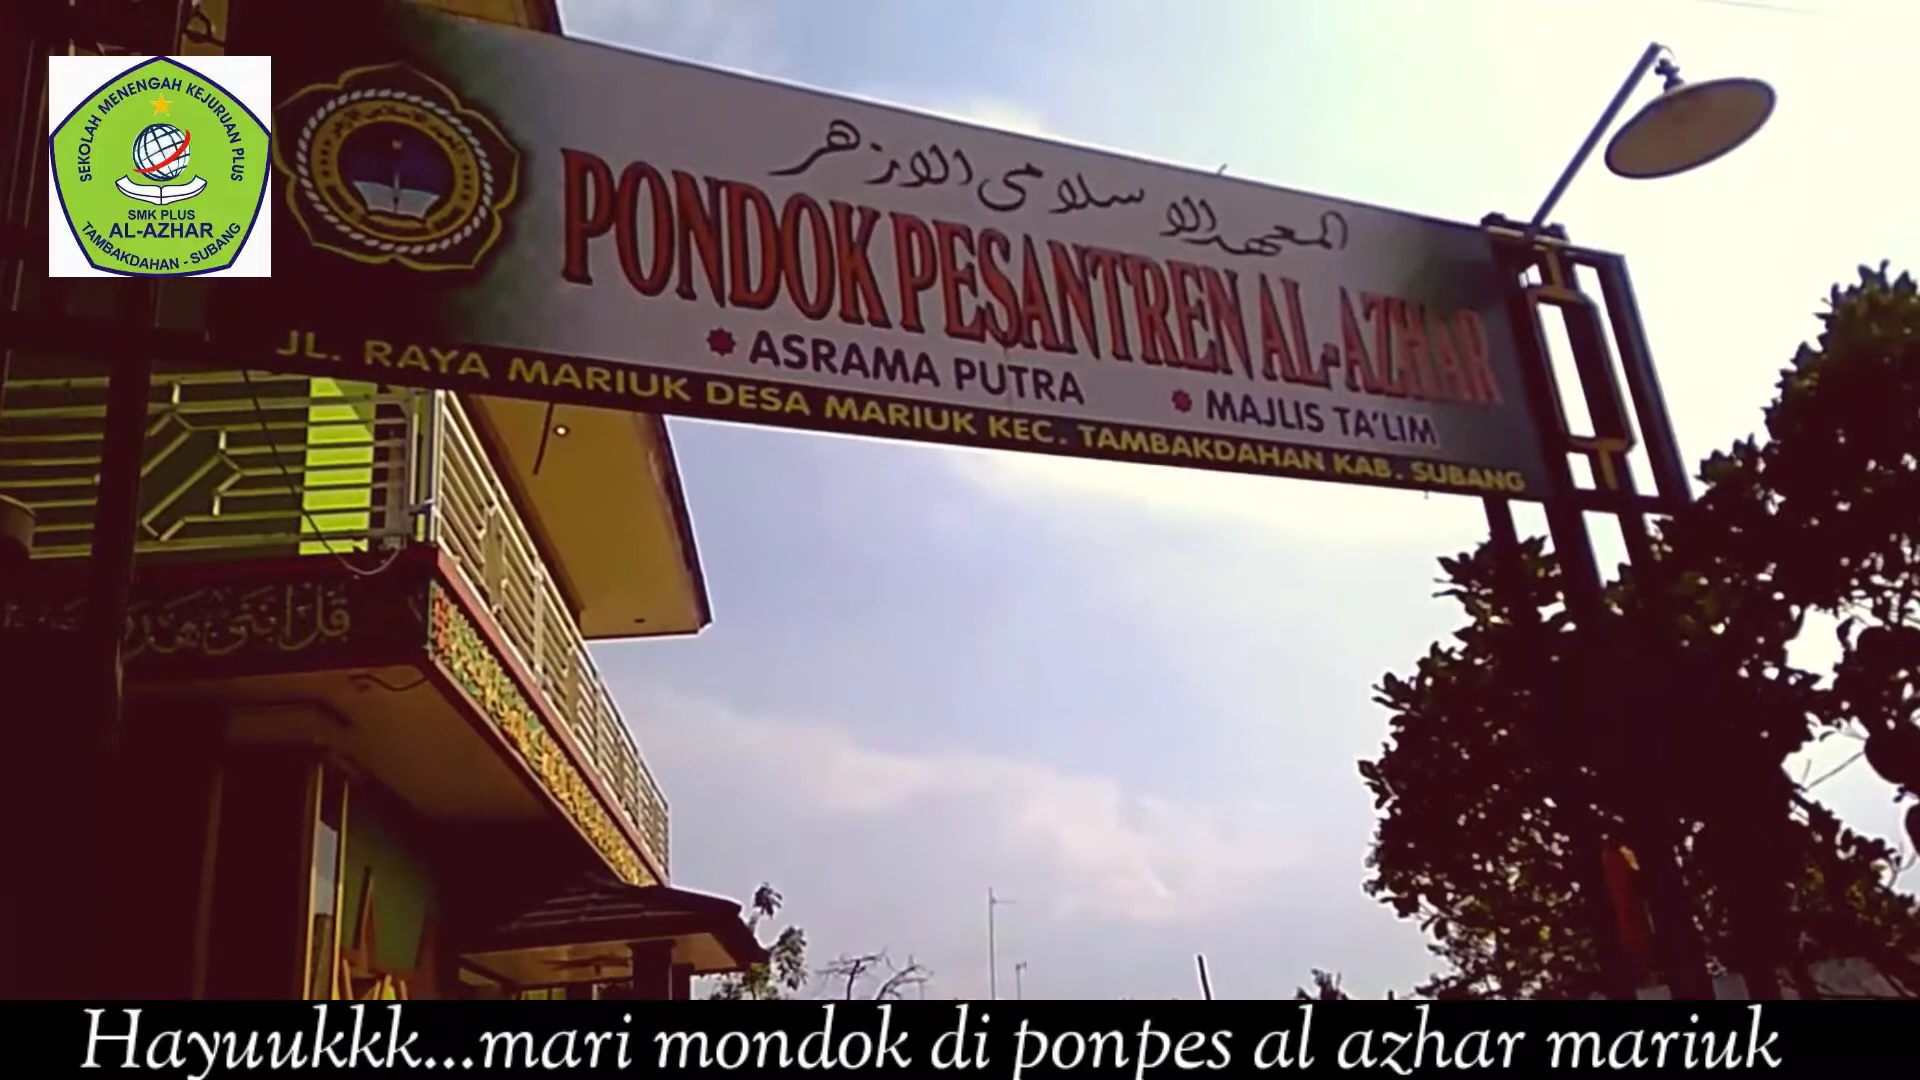 SEKOLAH MENENGAH KEJURUAN PLUS
SMK PLUS
AL-AZHAR
TAMBAKDAHAN - SUBANG
المعهد الاسلامى الازهر
PONDOK PESANTREN AL-AZHAR
ASRAMA PUTRA
MAJLIS TA'LIM
JL. RAYA MARIUK DESA MARIUK KEC. TAMBAKDAHAN KAB. SUBANG
Hayuukkk...mari mondok di ponpes al azhar mariuk